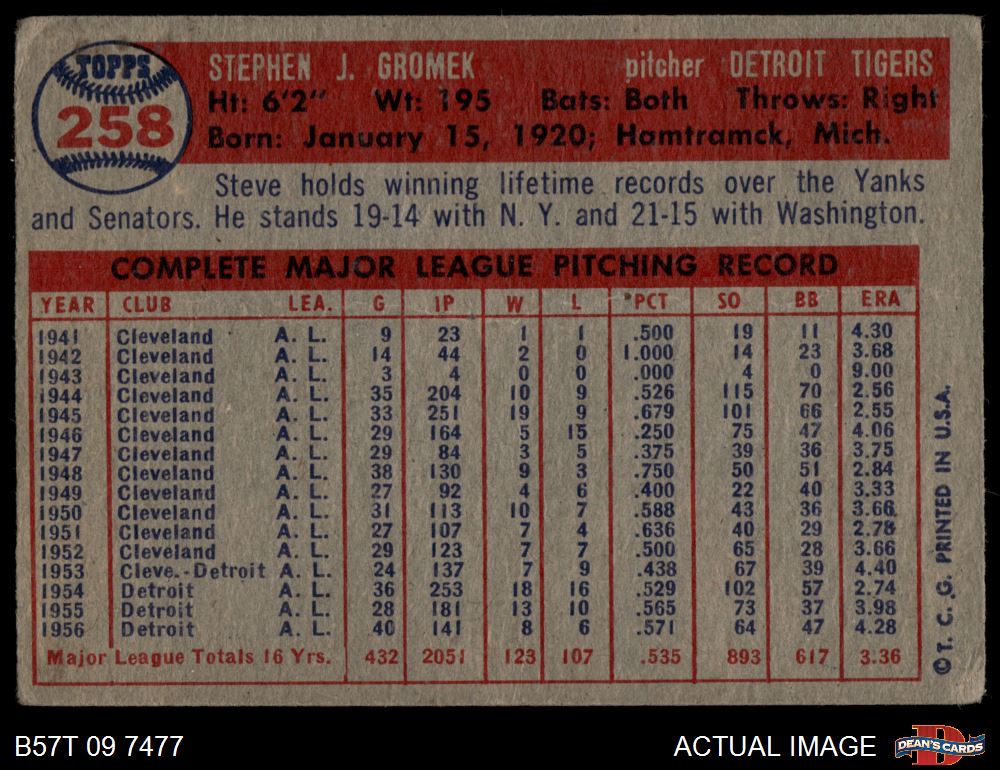 TOPPS
258
STEPHEN J. GROMEK pitcher DETROIT TIGERS
Ht: 6'2" Wt: 195 Bats: Both Throws: Right
Born: January 15, 1920; Hamtramck, Mich.
Steve holds winning lifetime records over the Yanks
and Senators. He stands 19-14 with N. Y. and 21-15 with Washington.
COMPLETE MAJOR LEAGUE PITCHING RECORD
YEAR CLUB LEA. G IP W L PCT SO BB ERA
1941 Cleveland A. L. 9 23 1 1 .500 19 11 4.30
1942 Cleveland A. L. 14 44 2 0 1.000 14 23 3.68
1943 Cleveland A. L. 3 4 0 0 .000 4 0 9.00
1944 Cleveland A. L. 35 204 10 9 .526 115 70 2.56
1945 Cleveland A. L. 33 251 19 9 .679 101 66 2.55
1946 Cleveland A. L. 29 164 5 15 .250 75 47 4.06
1947 Cleveland A. L. 29 84 3 5 .375 39 36 3.75
1948 Cleveland A. L. 38 130 9 3 .750 50 51 2.84
1949 Cleveland A. L. 27 92 4 6 .400 22 40 3.33
1950 Cleveland A. L. 31 113 10 7 .588 43 36 3.66
1951 Cleveland A. L. 27 107 7 4 .636 40 29 2.78
1952 Cleveland A. L. 29 123 7 7 .500 65 28 3.66
1953 Cleve.-Detroit A. L. 24 137 7 9 .438 67 39 4.40
1954 Detroit A. L. 36 253 18 16 .529 102 57 2.74
1955 Detroit A. L. 28 181 13 10 .565 73 37 3.98
1956 Detroit A. L. 40 141 8 6 .571 64 47 4.28
Major League Totals 16 Yrs. 432 2051 123 107 .535 893 617 3.36
© T. C. G. PRINTED IN U.S.A.
B57T 09 7477
ACTUAL IMAGE
D
DEAN'S CARDS